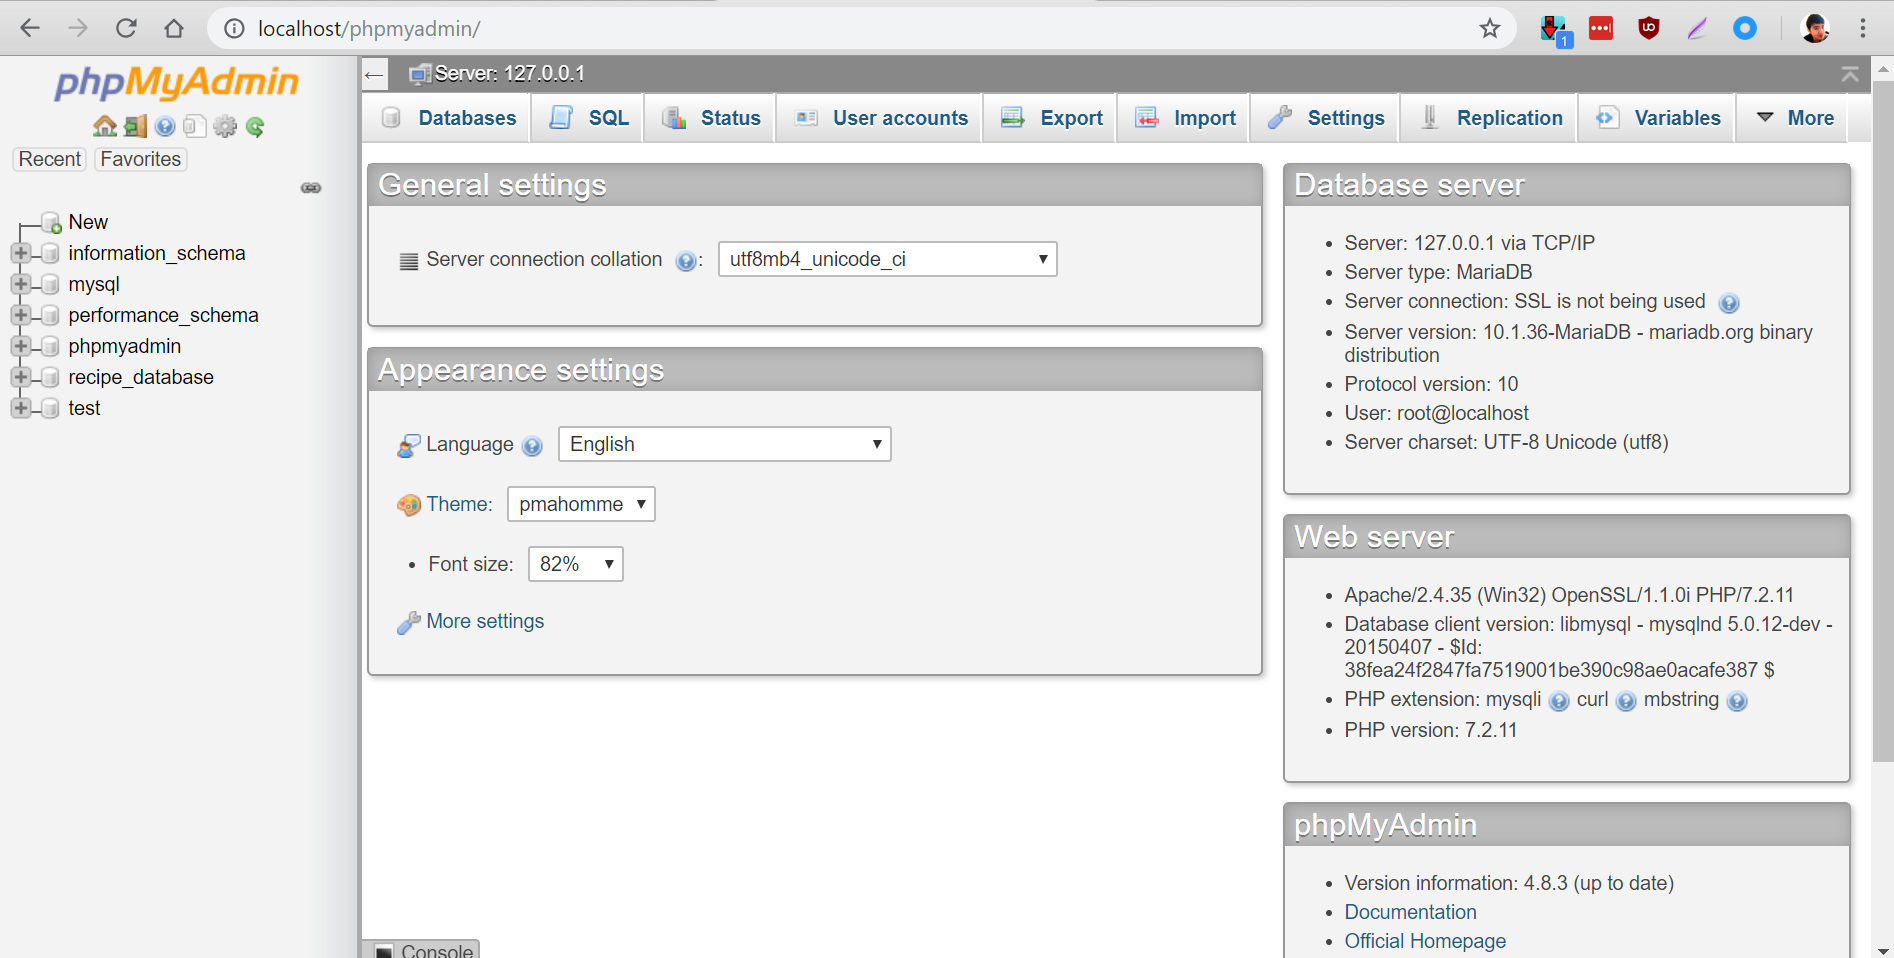 localhost/phpmyadmin/
1
phpMyAdmin
Recent Favorites
New
information_schema
mysql
performance_schema
phpmyadmin
recipe_database
test
Server: 127.0.0.1
Databases SQL Status User accounts Export Import Settings Replication Variables More
General settings
Server connection collation : utf8mb4_unicode_ci
Appearance settings
Language English
Theme: pmahomme
Font size: 82%
More settings
Database server
Server: 127.0.0.1 via TCP/IP
Server type: MariaDB
Server connection: SSL is not being used
Server version: 10.1.36-MariaDB - mariadb.org binary
distribution
Protocol version: 10
User: root@localhost
Server charset: UTF-8 Unicode (utf8)
Web server
Apache/2.4.35 (Win32) OpenSSL/1.1.0i PHP/7.2.11
Database client version: libmysql - mysqlnd 5.0.12-dev -
20150407 - $Id:
38fea24f2847fa7519001be390c98ae0acafe387 $
PHP extension: mysqli curl mbstring
PHP version: 7.2.11
phpMyAdmin
Version information: 4.8.3 (up to date)
Documentation
Official Homepage
Console